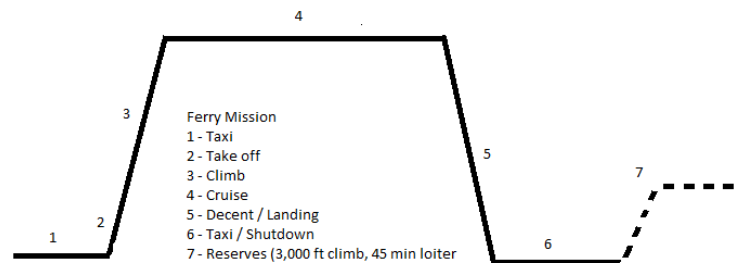 4
3
Ferry Mission
1 - Taxi
2 - Take off
3 - Climb
4 - Cruise
5 - Decent / Landing
6 - Taxi / Shutdown
7 - Reserves (3,000 ft climb, 45 min loiter
5
7
2
1
6